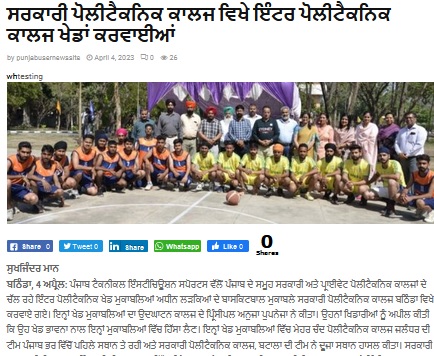 ਸਰਕਾਰੀ ਪੋਲੀਟੈਕਨਿਕ ਕਾਲਜ ਵਿਖੇ ਇੰਟਰ ਪੋਲੀਟੈਕਨਿਕ
ਕਾਲਜ ਖੇਡਾਂ ਕਰਵਾਈਆਂ
by punjabusernewssite April 4, 2023 0 26
whtesting
Share 0 Tweet 0 Share Whatsapp Like 0 0 Shares
ਸੁਖਜਿੰਦਰ ਮਾਨ
ਬਠਿੰਡਾ, 4 ਅਪ੍ਰੈਲ: ਪੰਜਾਬ ਟੈਕਨੀਕਲ ਇੰਸਟੀਚਿਊਸ਼ਨ ਸਪੋਰਟਸ ਵੱਲੋਂ ਪੰਜਾਬ ਦੇ ਸਮੂਹ ਸਰਕਾਰੀ ਅਤੇ ਪ੍ਰਾਈਵੇਟ ਪੋਲੀਟੈਕਨਿਕ ਕਾਲਜਾਂ ਦੇ
ਚੱਲ ਰਹੇ ਇੰਟਰ ਪੋਲੀਟੈਕਨਿਕ ਖੇਡ ਮੁਕਾਬਲਿਆਂ ਅਧੀਨ ਲੜਕਿਆਂ ਦੇ ਬਾਸਕਿਟਬਾਲ ਮੁਕਾਬਲੇ ਸਰਕਾਰੀ ਪੋਲੀਟੈਕਨਿਕ ਕਾਲਜ ਬਠਿੰਡਾ ਵਿਖੇ
ਕਰਵਾਏ ਗਏ। ਇਨ੍ਹਾਂ ਖੇਡ ਮੁਕਾਬਲਿਆਂ ਦਾ ਉਦਘਾਟਨ ਕਾਲਜ ਦੇ ਪ੍ਰਿੰਸੀਪਲ ਅਨੁਜਾ ਪੁਪਨੇਜਾ ਨੇ ਕੀਤਾ। ਉਹਨਾਂ ਖਿਡਾਰੀਆਂ ਨੂੰ ਅਪੀਲ ਕੀਤੀ
ਕਿ ਉਹ ਖੇਡ ਭਾਵਨਾ ਨਾਲ ਇਨ੍ਹਾਂ ਮੁਕਾਬਲਿਆਂ ਵਿੱਚ ਹਿੱਸਾ ਲੈਣ। ਇਨ੍ਹਾਂ ਖੇਡ ਮੁਕਾਬਲਿਆਂ ਵਿੱਚ ਮੇਹਰ ਚੰਦ ਪੋਲੀਟੈਕਨਿਕ ਕਾਲਜ ਜਲੰਧਰ ਦੀ
ਟੀਮ ਪੰਜਾਬ ਭਰ ਵਿੱਚੋਂ ਪਹਿਲੇ ਸਥਾਨ ਤੇ ਰਹੀ ਅਤੇ ਸਰਕਾਰੀ ਪੋਲੀਟੈਕਨਿਕ ਕਾਲਜ, ਬਟਾਲਾ ਦੀ ਟੀਮ ਨੇ ਦੂਜਾ ਸਥਾਨ ਹਾਸਲ ਕੀਤਾ। ਸਰਕਾਰੀ